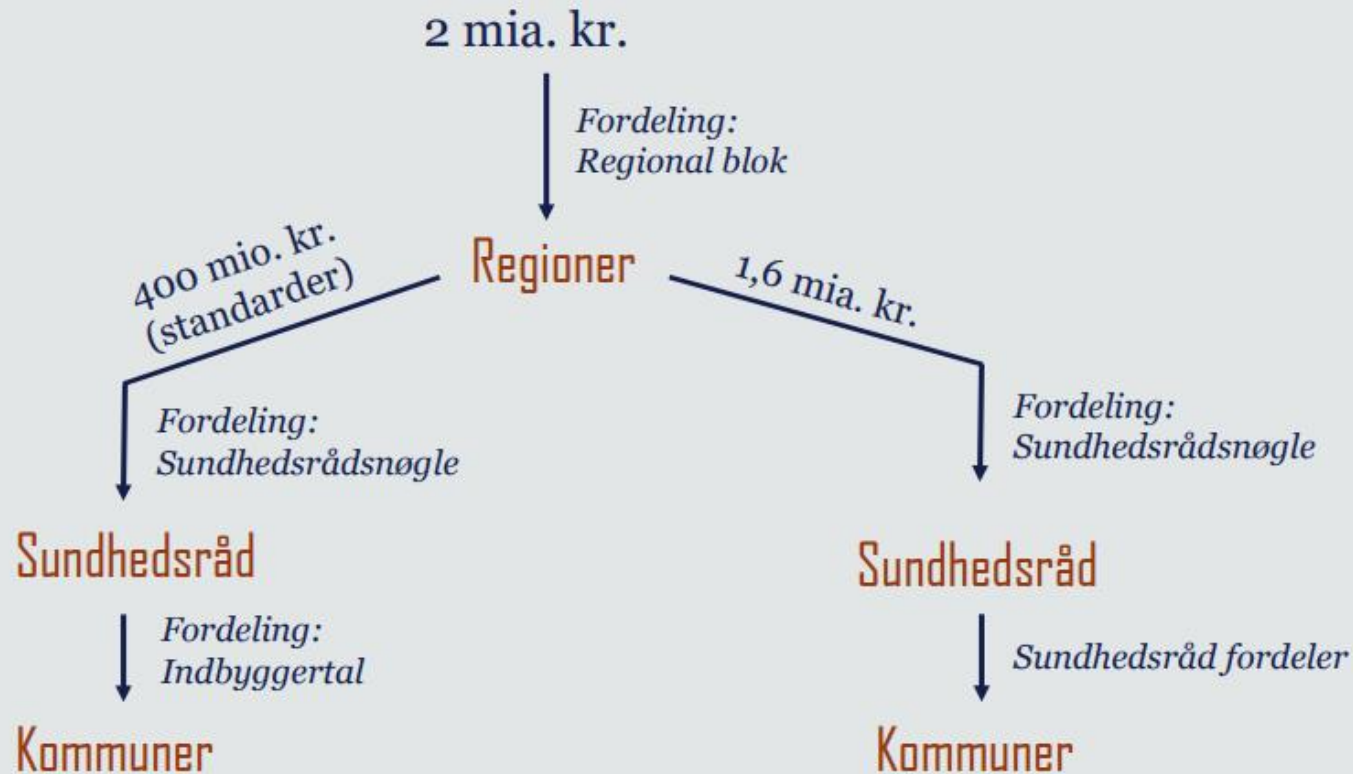 2 mia. kr.
Fordeling:
Regional blok
Regioner
400 mio. kr.
(standarder)
1,6 mia. kr.
Fordeling:
Sundhedsrådsnøgle
Fordeling:
Sundhedsrådsnøgle
Sundhedsråd
Sundhedsråd
Fordeling:
Indbyggertal
Sundhedsråd fordeler
Kommuner
Kommuner